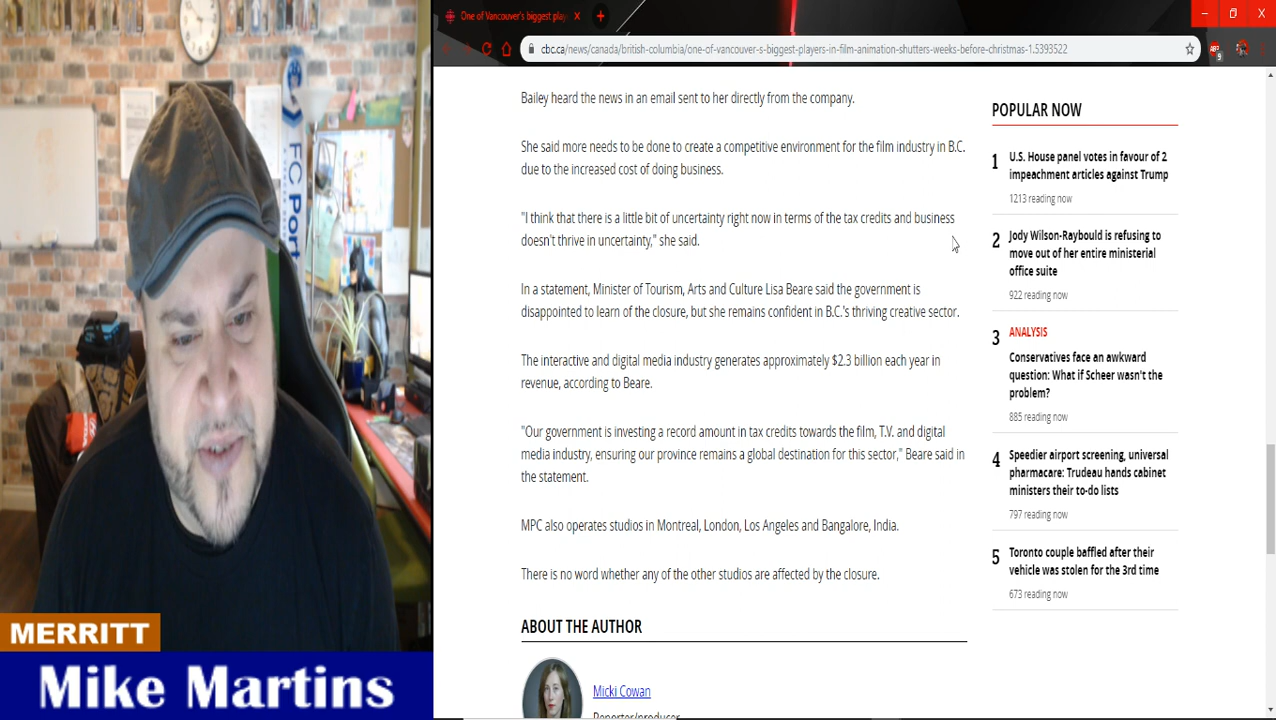 FC Port
MERRITT
Mike Martins
One of Vancouver's biggest play
cbc.ca/news/canada/british-columbia/one-of-vancouver-s-biggest-players-in-film-animation-shutters-weeks-before-christmas-1.5393522
Bailey heard the news in an email sent to her directly from the company.
She said more needs to be done to create a competitive environment for the film industry in B.C.
due to the increased cost of doing business.
"I think that there is a little bit of uncertainty right now in terms of the tax credits and business
doesn't thrive in uncertainty," she said.
In a statement, Minister of Tourism, Arts and Culture Lisa Beare said the government is
disappointed to learn of the closure, but she remains confident in B.C.'s thriving creative sector.
The interactive and digital media industry generates approximately $2.3 billion each year in
revenue, according to Beare.
"Our government is investing a record amount in tax credits towards the film, T.V. and digital
media industry, ensuring our province remains a global destination for this sector," Beare said in
the statement.
MPC also operates studios in Montreal, London, Los Angeles and Bangalore, India.
There is no word whether any of the other studios are affected by the closure.
ABOUT THE AUTHOR
Micki Cowan
Reporter/producer
POPULAR NOW
1 U.S. House panel votes in favour of 2
impeachment articles against Trump
1213 reading now
2 Jody Wilson-Raybould is refusing to
move out of her entire ministerial
office suite
922 reading now
3 ANALYSIS
Conservatives face an awkward
question: What if Scheer wasn't the
problem?
885 reading now
4 Speedier airport screening, universal
pharmacare: Trudeau hands cabinet
ministers their to-do lists
797 reading now
5 Toronto couple baffled after their
vehicle was stolen for the 3rd time
673 reading now